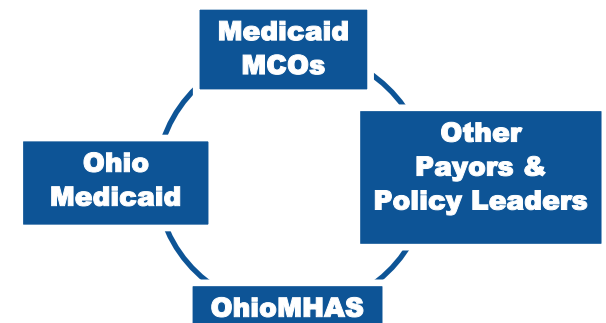 Medicaid
MCOs
Other
Payors &
Policy Leaders
Ohio
Medicaid
OhioMHAS